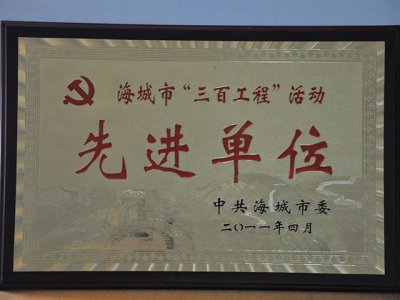 海城市“三百工程”活动
先进单位
中共海城市委
二〇一一年四月